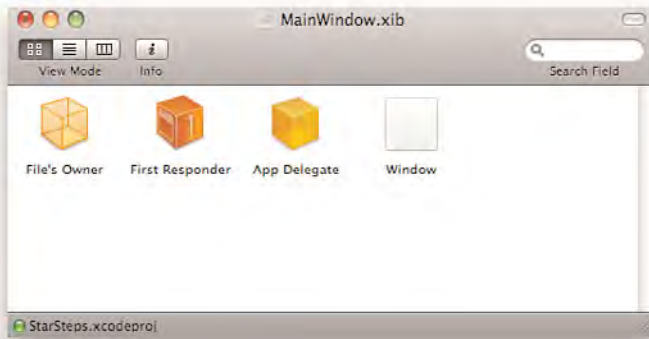 MainWindow.xib
View Mode
Info
Search Field
File's Owner
First Responder
App Delegate
Window
StarSteps.xcodeproj